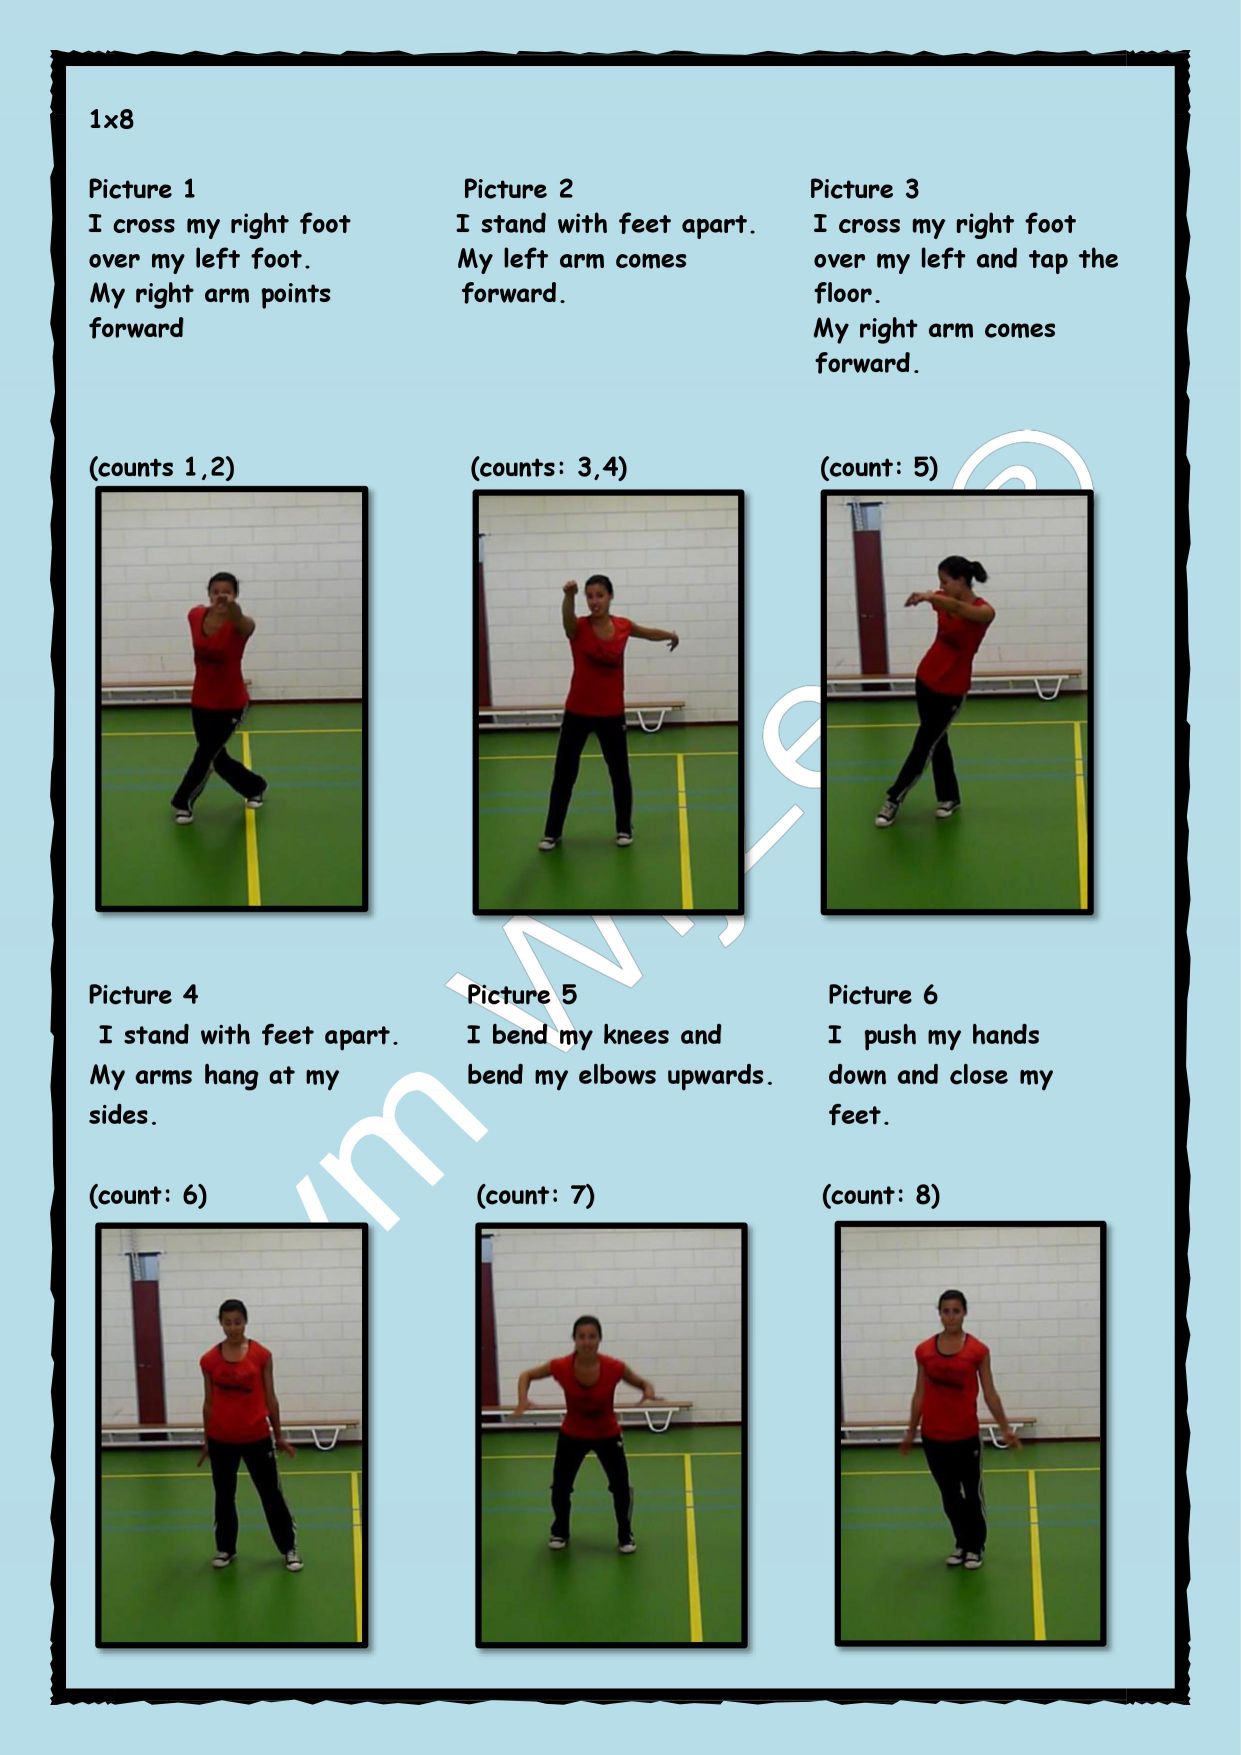 1x8
Picture 1
I cross my right foot
over my left foot.
My right arm points
forward
Picture 2
I stand with feet apart.
My left arm comes
forward.
Picture 3
I cross my right foot
over my left and tap the
floor.
My right arm comes
forward.
(counts 1,2)
(counts: 3,4)
(count: 5)
Picture 4
I stand with feet apart.
My arms hang at my
sides.
Picture 5
I bend my knees and
bend my elbows upwards.
Picture 6
I push my hands
down and close my
feet.
(count: 6)
(count: 7)
(count: 8)